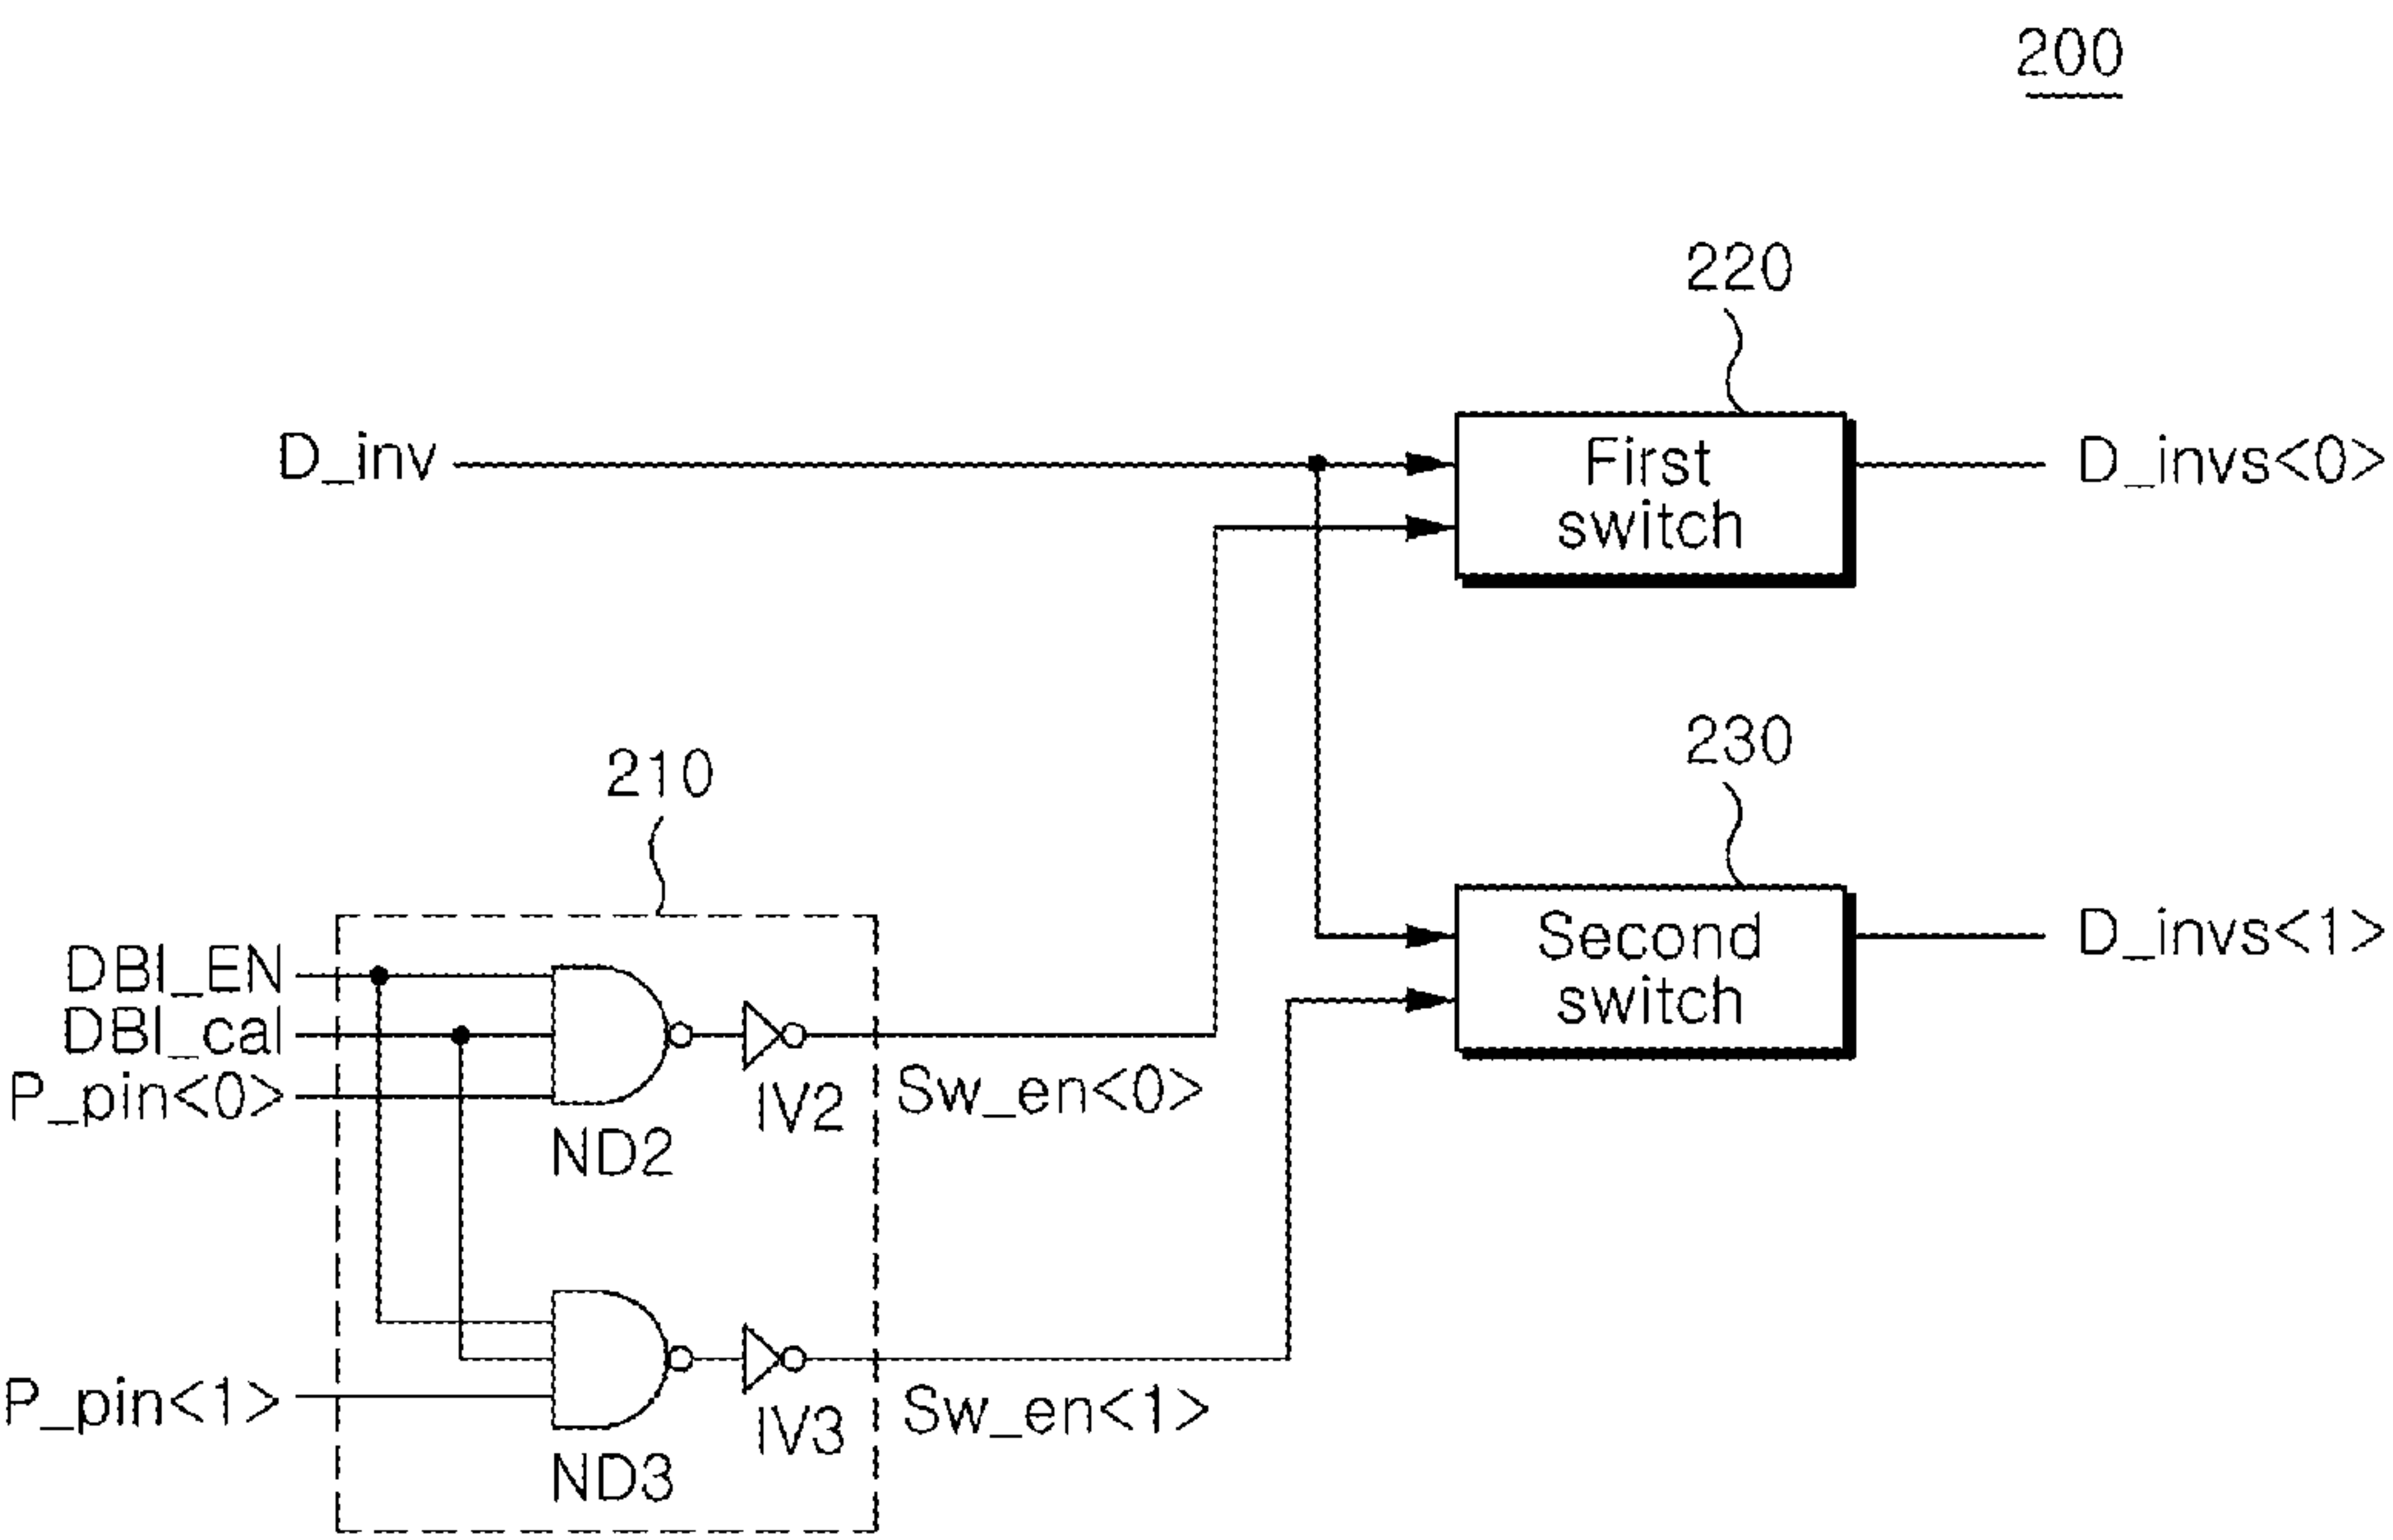 200
220
D_inv
First
switch
D_invs<0>
230
210
Second
switch
D_invs<1>
DBI_EN
DBI_cal
P_pin<0>
IV2
Sw_en<0>
ND2
P_pin<1>
IV3
Sw_en<1>
ND3